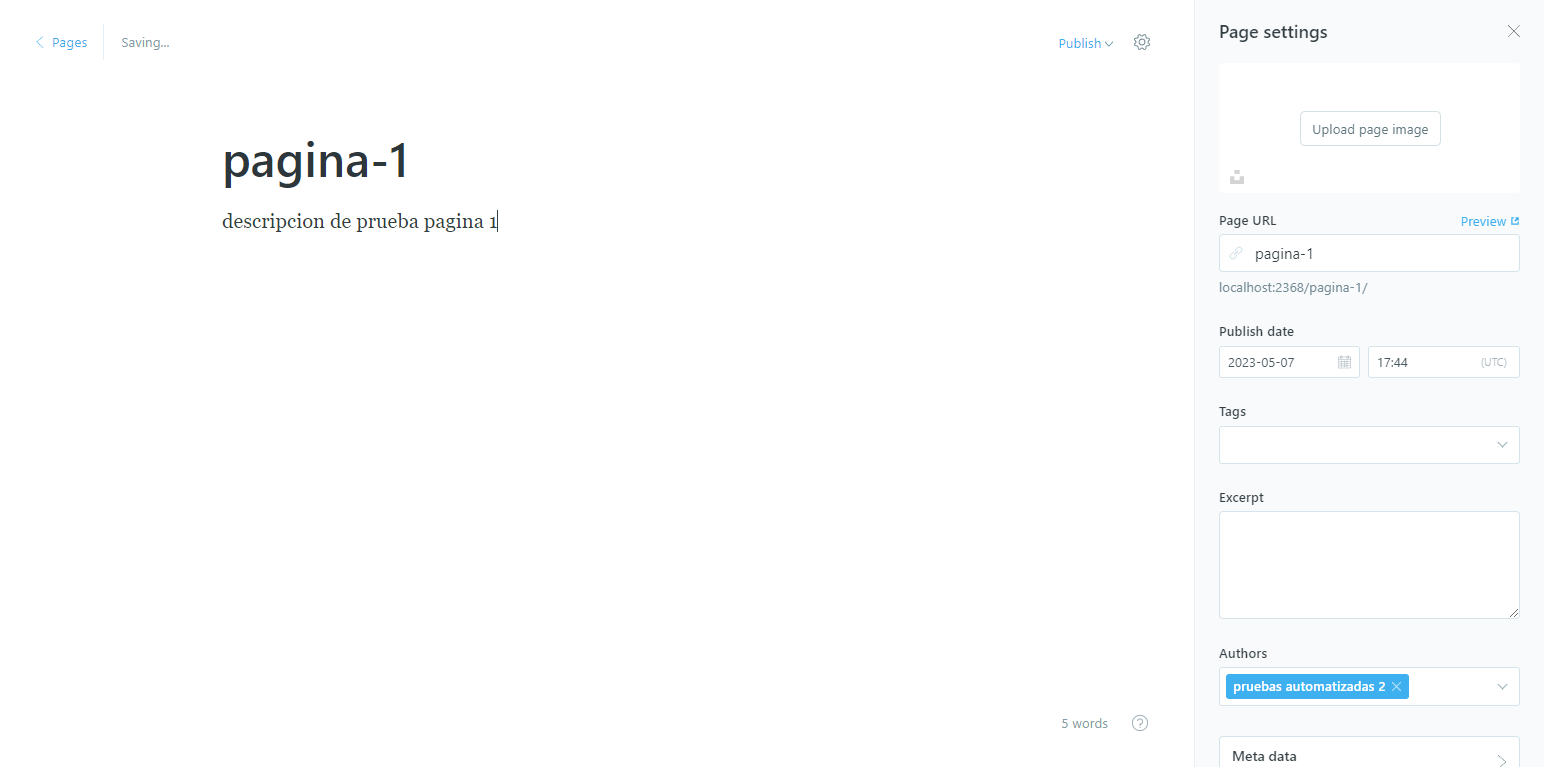 Pages
Saving...
Publish
pagina-1
descripcion de prueba pagina 1
5 words
?
Page settings
Upload page image
Page URL
Preview
pagina-1
localhost:2368/pagina-1/
Publish date
2023-05-07
17:44 (UTC)
Tags
Excerpt
Authors
pruebas automatizadas 2
Meta data